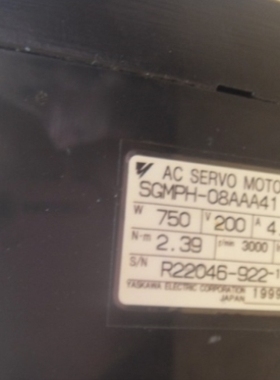 AC SERVO MOTO
SGMPH-08AAA41
W 750 V 200 A 4
N·m 2.39 r/min 3000
S/N R22046-922-1
YASKAWA ELECTRIC CORPORATION 1999
JAPAN